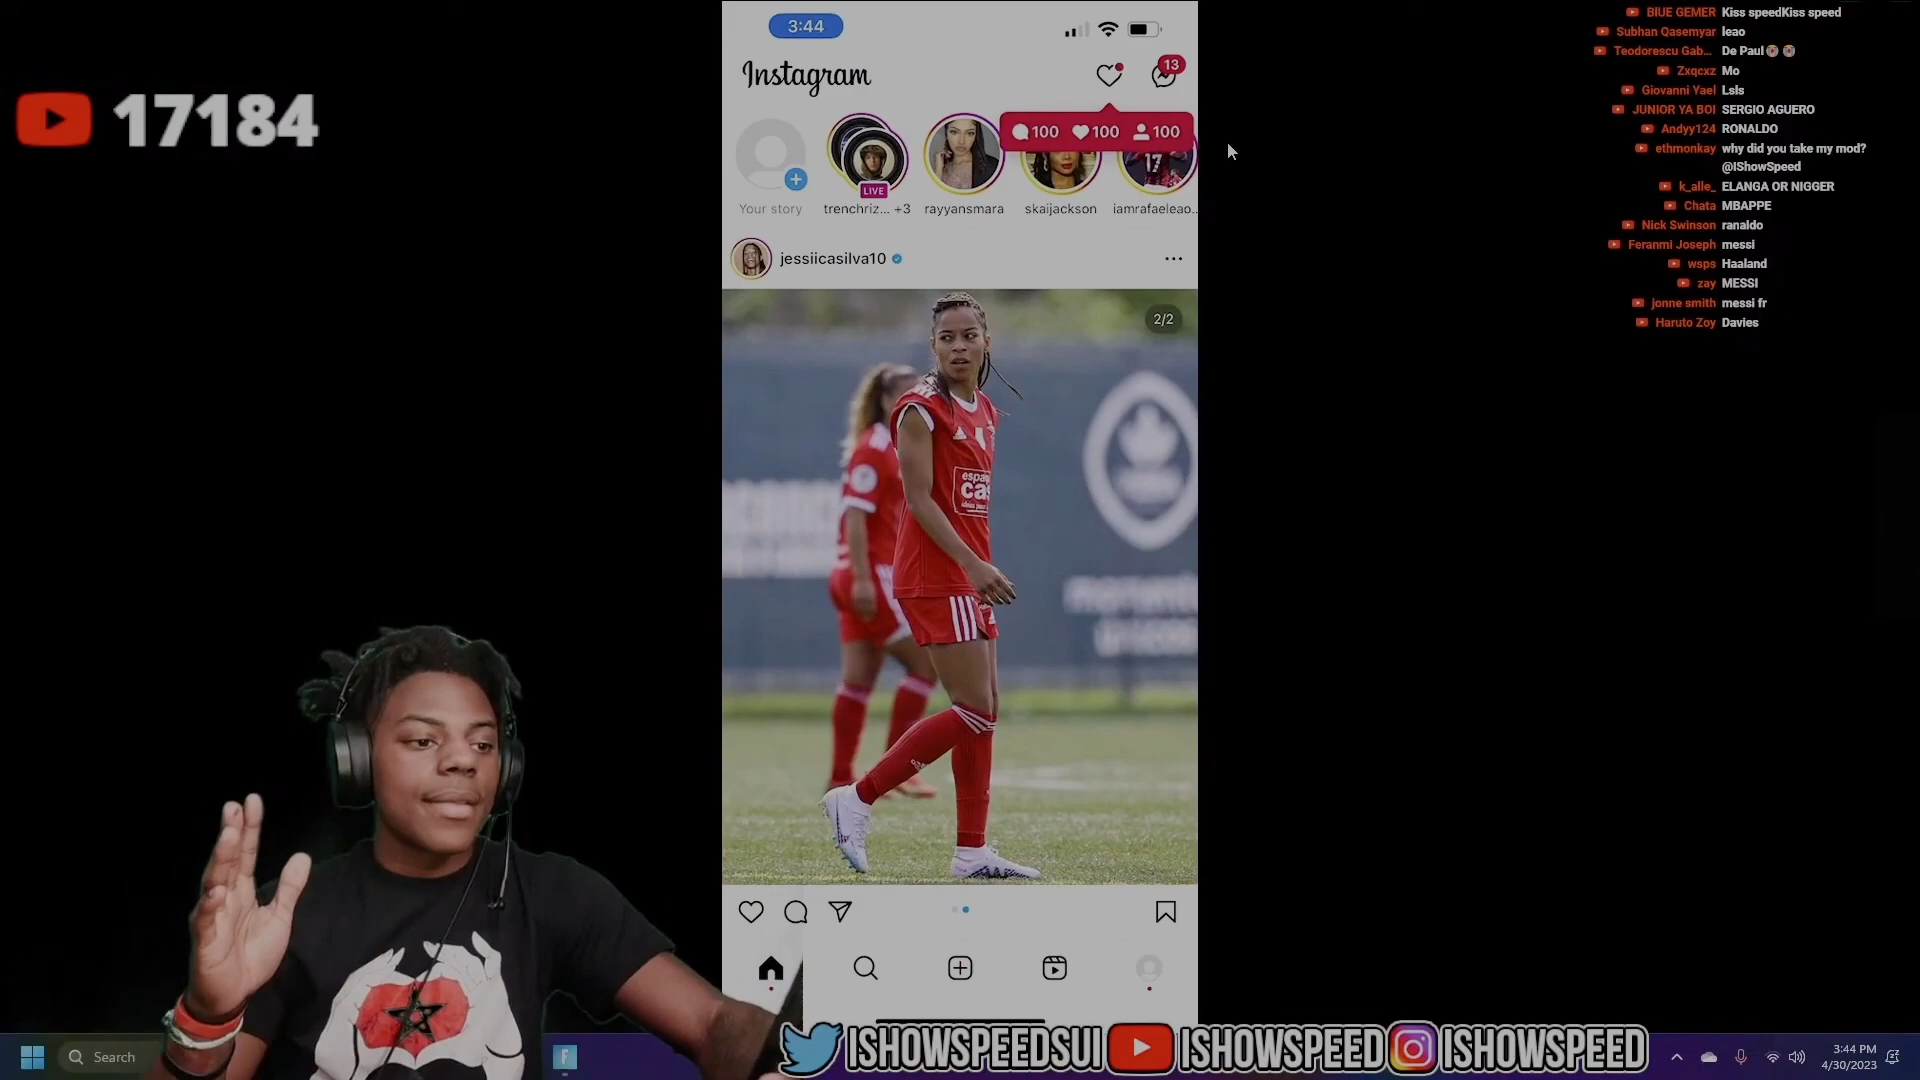 3:44
17184
Instagram
13
100 100 100
17
LIVE
Your story
trenchriz... +3
rayyansmara
skaijackson
iamrafaeleao...
jessiicasilva10
2/2
BIUE GEMER Kiss speedKiss speed
Subhan Qasemyar leao
Teodorescu Gab... De Paul
Zxqcxz Mo
Giovanni Yael Lsls
JUNIOR YA BOI SERGIO AGUERO
Andyy124 RONALDO
ethmonkay why did you take my mod?
@IShowSpeed
k_alle_ ELANGA OR NIGGER
Chata MBAPPE
Nick Swinson ranaldo
Feranmi Joseph messi
wsps Haaland
zay MESSI
jonne smith messi fr
Haruto Zoy Davies
Search
ISHOWSPEEDSUI ISHOWSPEED ISHOWSPEED
3:44 PM
4/30/2023